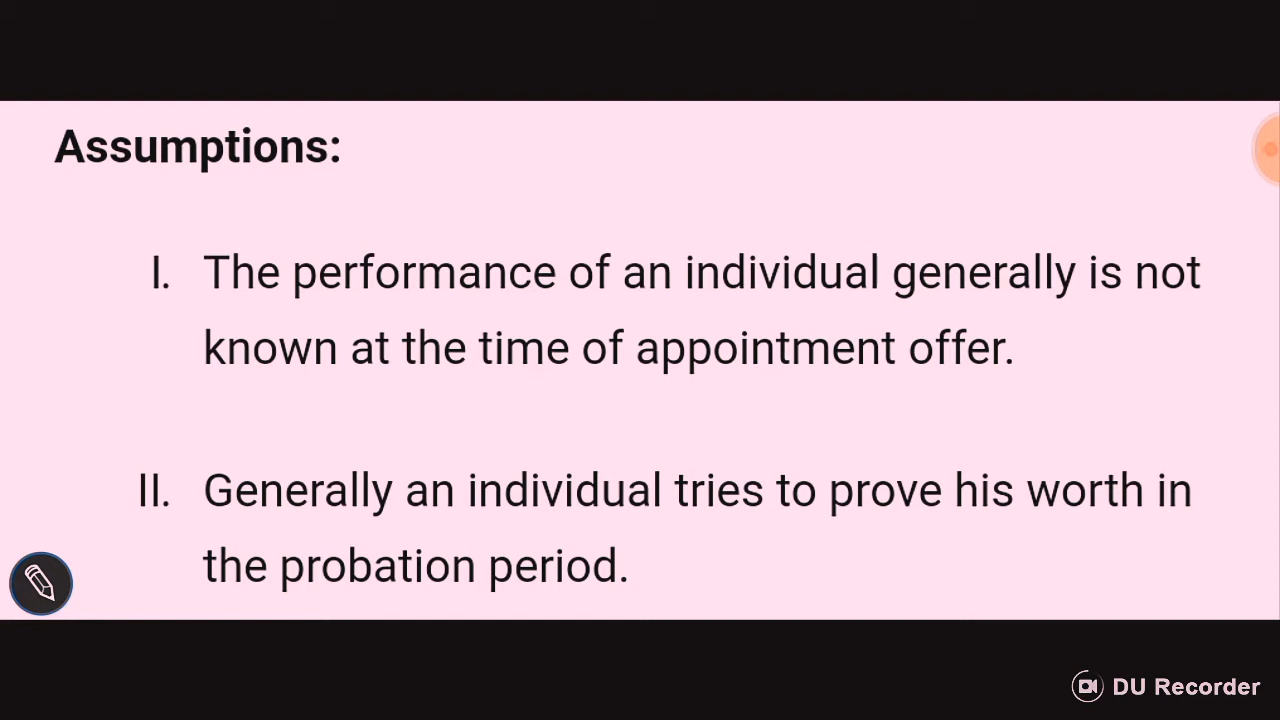 Assumptions:
I. The performance of an individual generally is not
known at the time of appointment offer.
II. Generally an individual tries to prove his worth in
the probation period.
DU Recorder